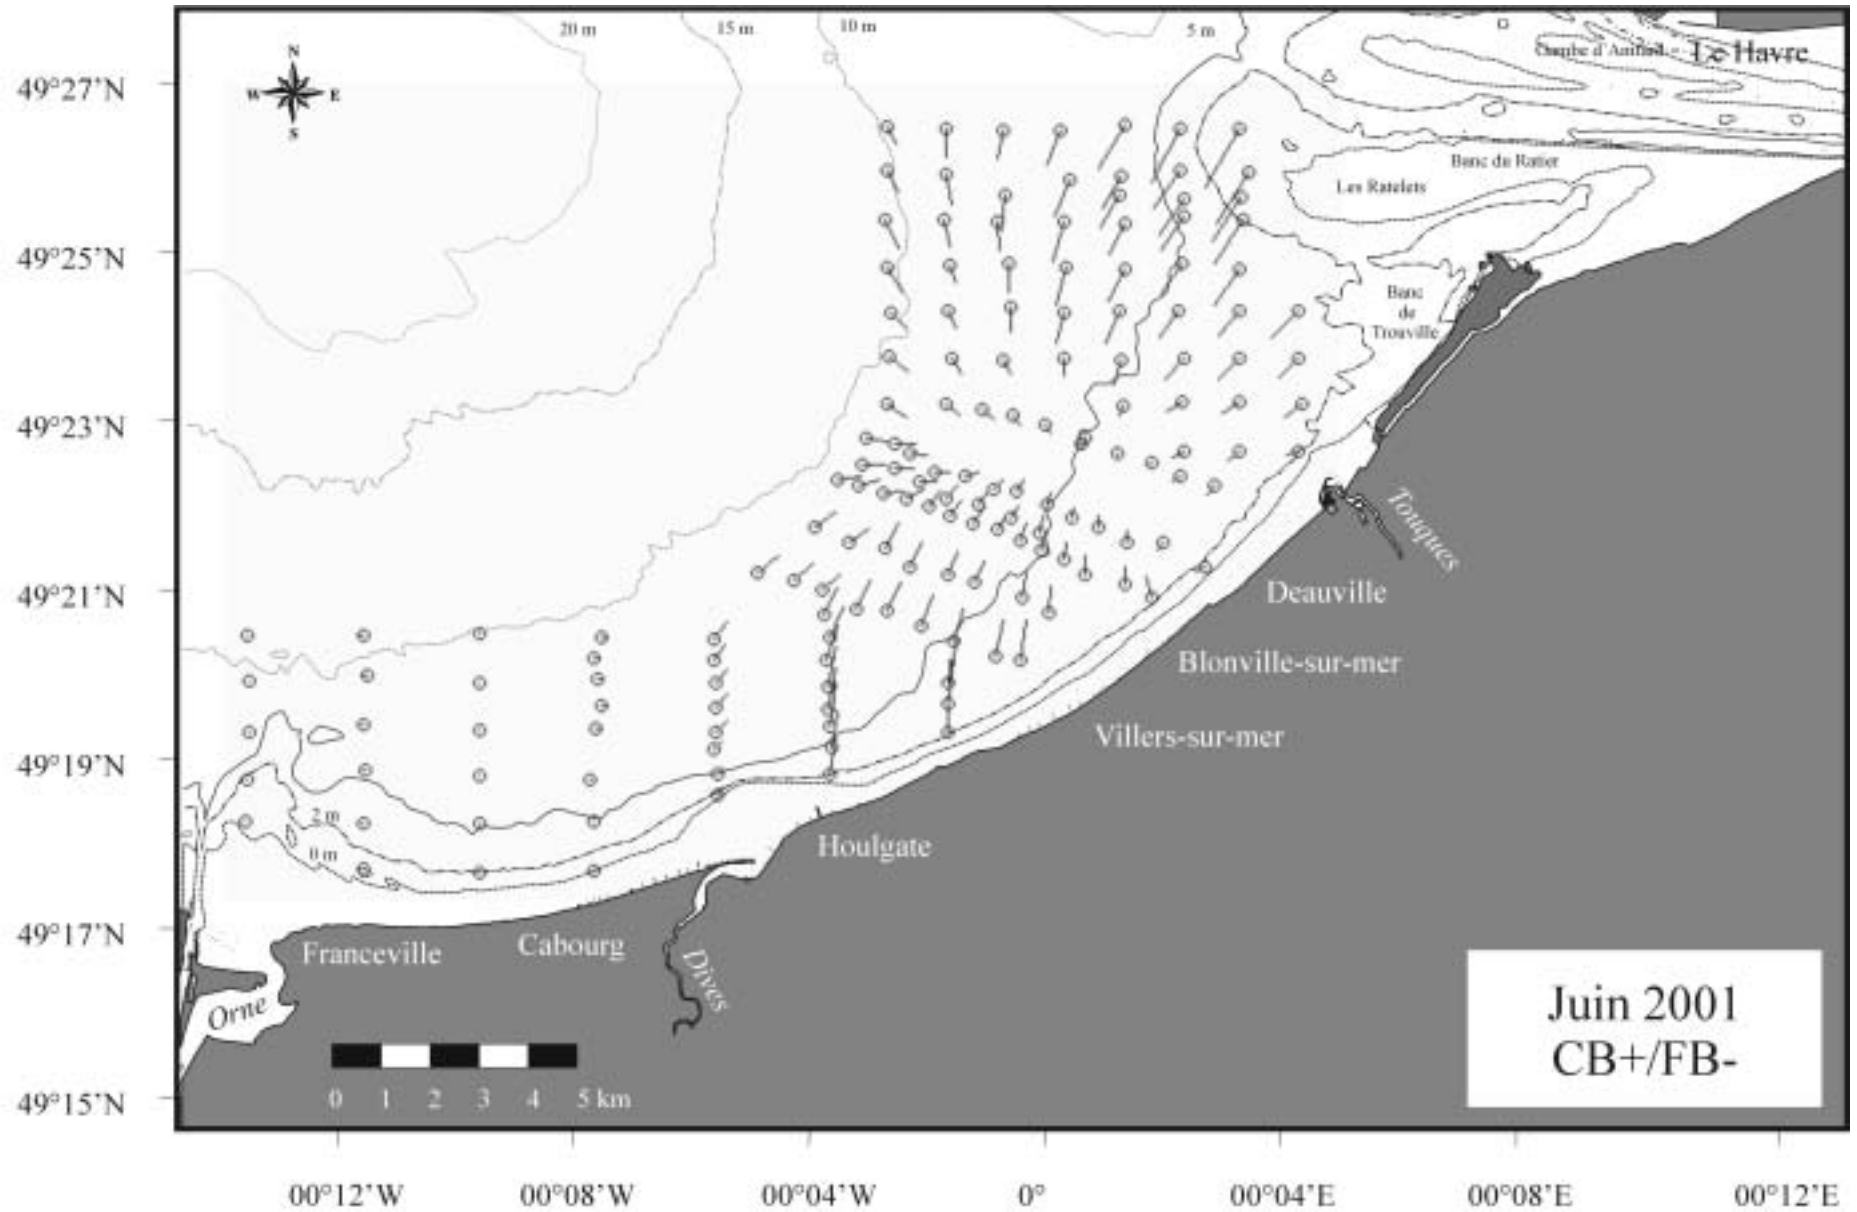 20 m
15 m
10 m
5 m
Le Havre
N
W E
S
49°27'N
Banc du Ratier
Les Ratelets
49°25'N
Banc
de
Trouville
49°23'N
Touques
49°21'N
Deauville
Blonville-sur-mer
Villers-sur-mer
49°19'N
2 m
0 m
Houlgate
49°17'N
Franceville
Cabourg
Dives
Orne
Juin 2001
CB+/FB-
0 1 2 3 4 5 km
49°15'N
00°12'W 00°08'W 00°04'W 0° 00°04'E 00°08'E 00°12'E